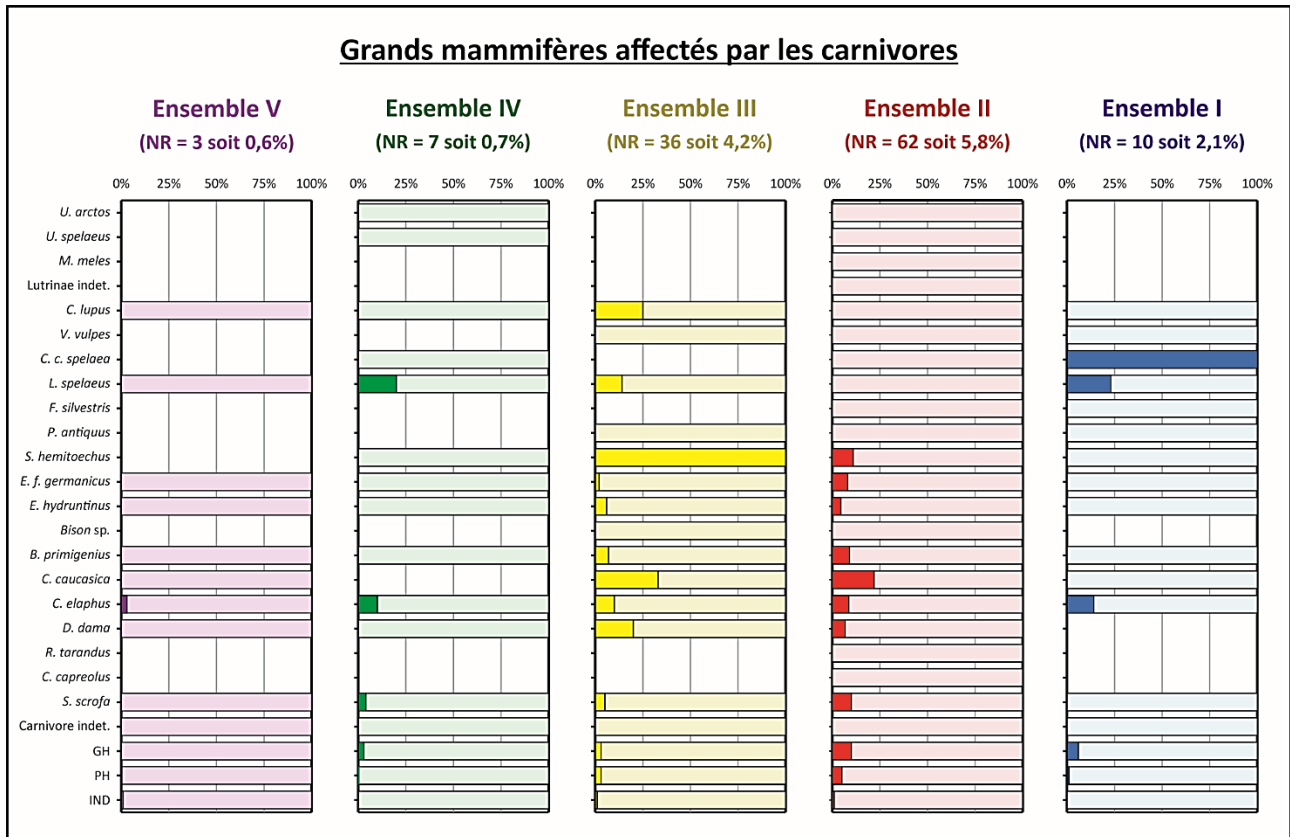 Grands mammifères affectés par les carnivores
Ensemble V
(NR = 3 soit 0,6%)
Ensemble IV
(NR = 7 soit 0,7%)
Ensemble III
(NR = 36 soit 4,2%)
Ensemble II
(NR = 62 soit 5,8%)
Ensemble I
(NR = 10 soit 2,1%)
0% 25% 50% 75% 100%
0% 25% 50% 75% 100%
0% 25% 50% 75% 100%
0% 25% 50% 75% 100%
0% 25% 50% 75% 100%
U. arctos
U. spelaeus
M. meles
Lutrinae indet.
C. lupus
V. vulpes
C. c. spelaea
L. spelaeus
F. silvestris
P. antiquus
S. hemitoechus
E. f. germanicus
E. hydruntinus
Bison sp.
B. primigenius
C. caucasica
C. elaphus
D. dama
R. tarandus
C. capreolus
S. scrofa
Carnivore indet.
GH
PH
IND